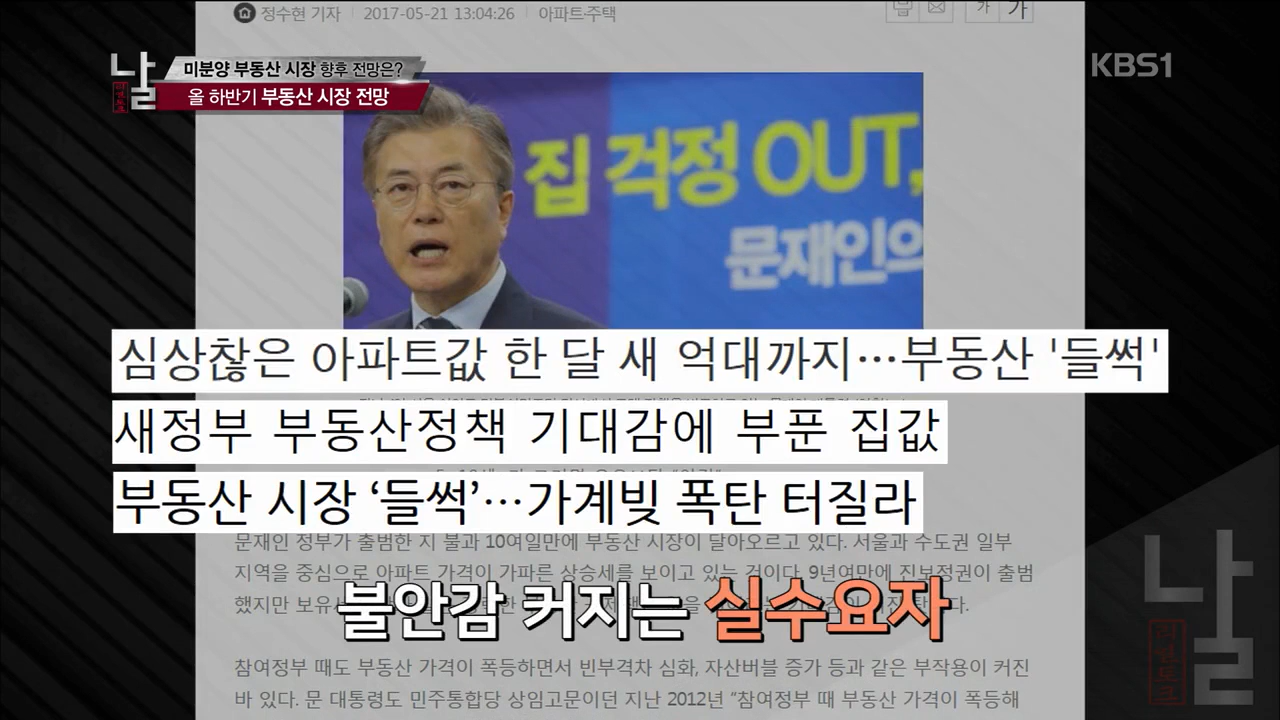 정수현 기자 2017-05-21 13:04:26 아파트·주택
가 가
날
미분양 부동산 시장 향후 전망은?
올 하반기 부동산 시장 전망
KBS1
집 걱정 OUT,
문재인의
심상찮은 아파트값 한 달 새 억대까지…부동산 '들썩'
새정부 부동산정책 기대감에 부푼 집값
부동산 시장 ‘들썩’…가계빚 폭탄 터질라
문재인 정부가 출범한 지 불과 10여일만에 부동산 시장이 달아오르고 있다. 서울과 수도권 일부
지역을 중심으로 아파트 가격이 가파른 상승세를 보이고 있는 것이다. 9년여만에 진보정권이 출범
했지만
불안감 커지는 실수요자
참여정부 때도 부동산 가격이 폭등하면서 빈부격차 심화, 자산버블 증가 등과 같은 부작용이 커진
바 있다. 문 대통령도 민주통합당 상임고문이던 지난 2012년 “참여정부 때 부동산 가격이 폭등해
날